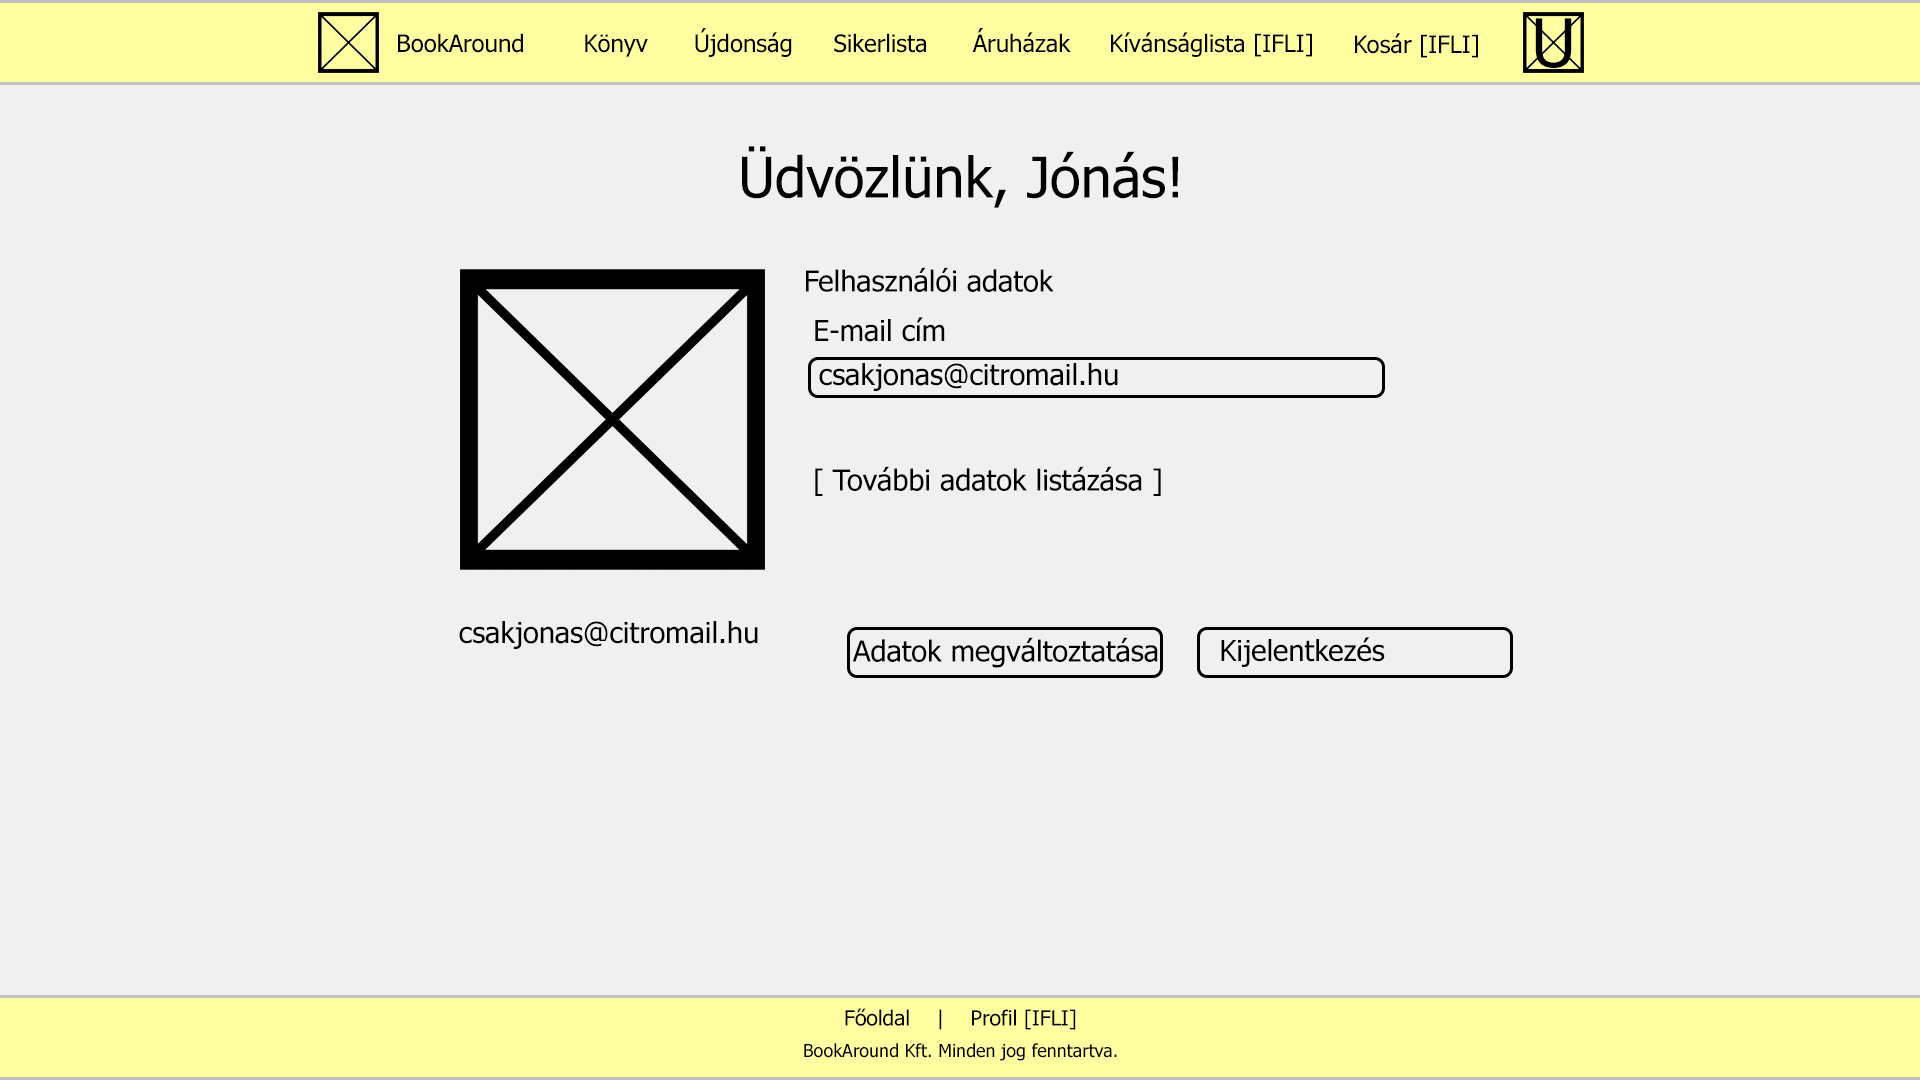 BookAround Könyv Újdonság Sikerlista Áruházak Kívánságlista [IFLI] Kosár [IFLI] U
Üdvözlünk, Jónás!
Felhasználói adatok
E-mail cím
csakjonas@citromail.hu
[ További adatok listázása ]
csakjonas@citromail.hu
Adatok megváltoztatása Kijelentkezés
Főoldal | Profil [IFLI]
BookAround Kft. Minden jog fenntartva.